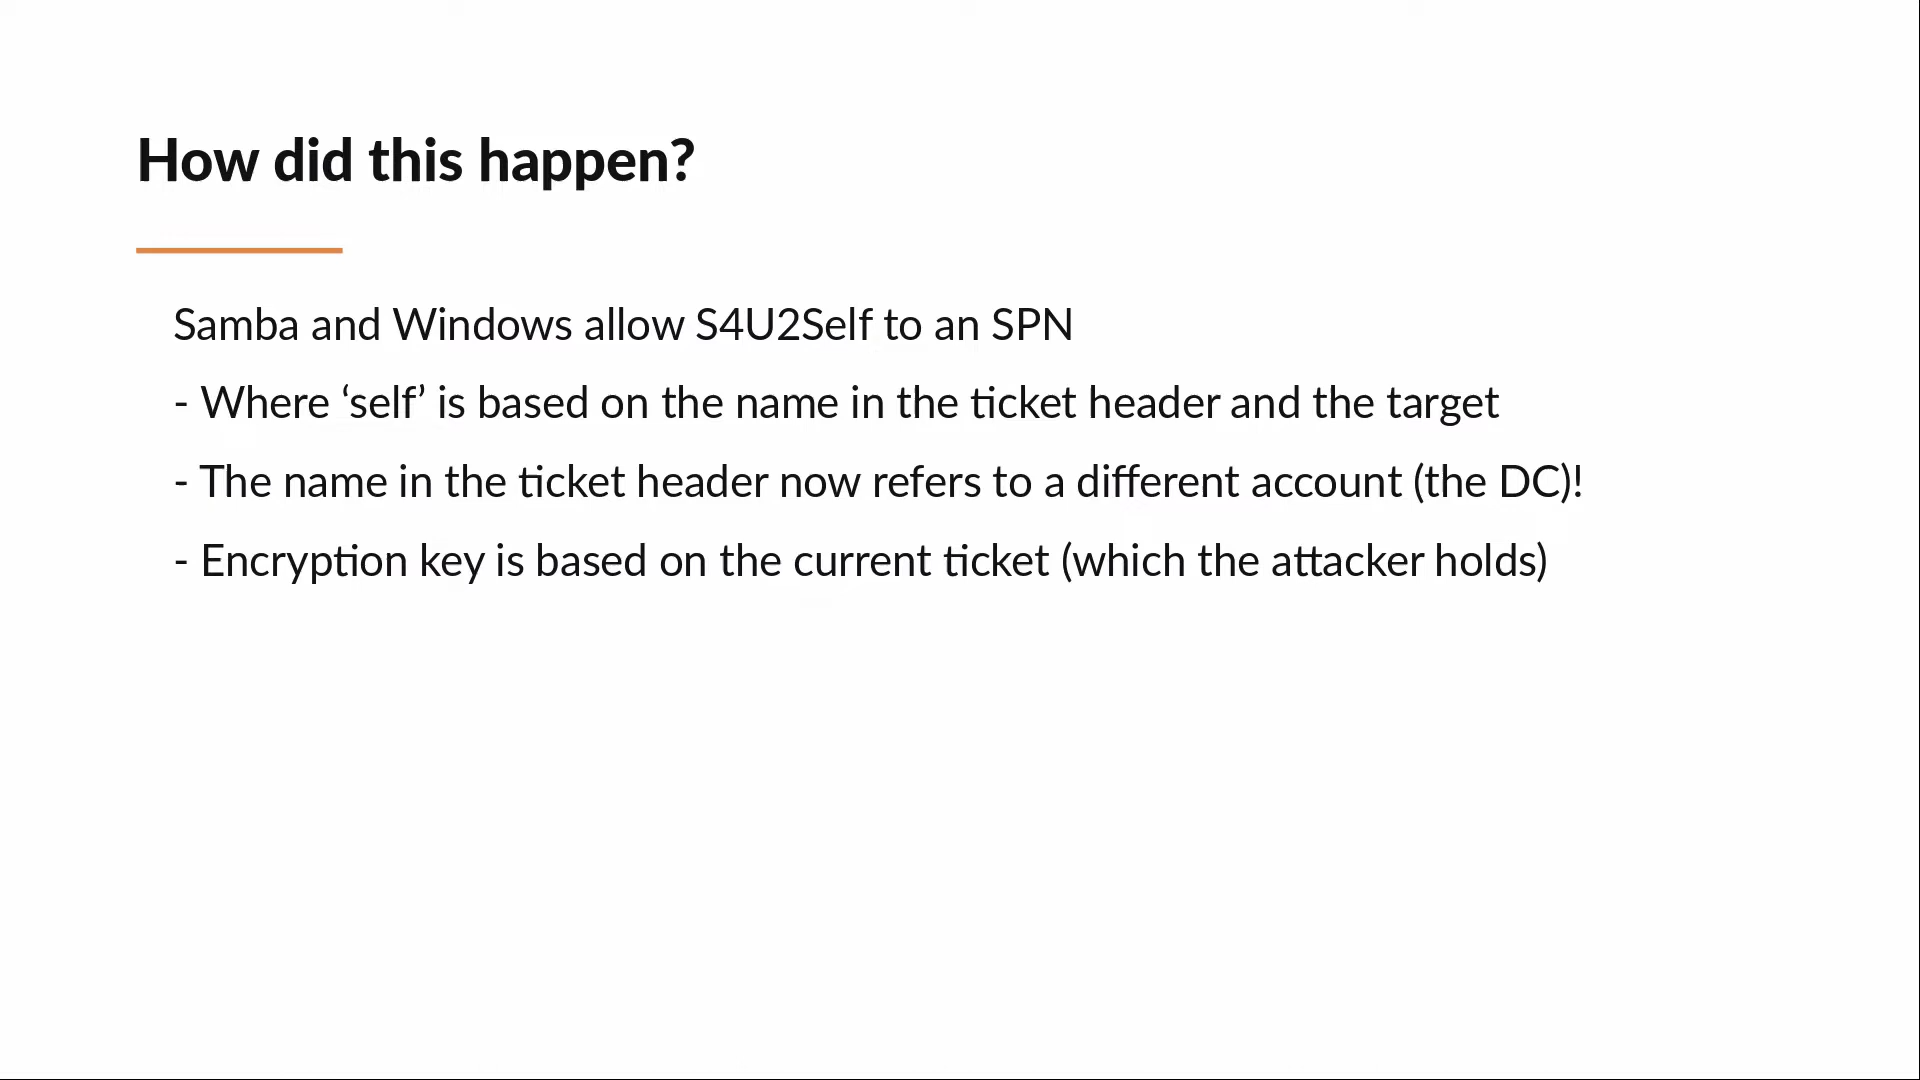 How did this happen?
Samba and Windows allow S4U2Self to an SPN
- Where ‘self’ is based on the name in the ticket header and the target
- The name in the ticket header now refers to a different account (the DC)!
- Encryption key is based on the current ticket (which the attacker holds)